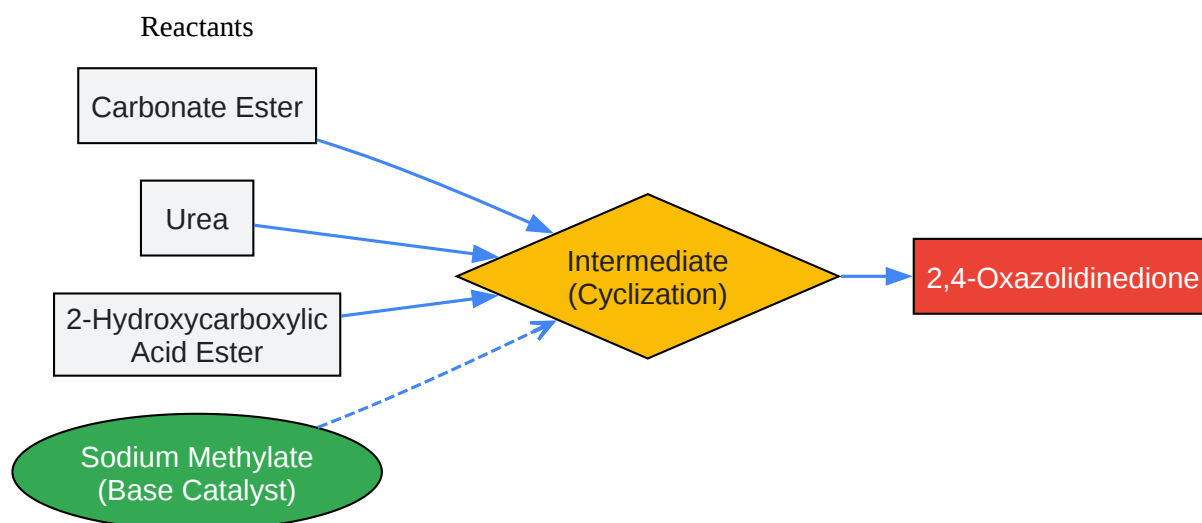 Reactants
Carbonate Ester
Urea
2-Hydroxycarboxylic
Acid Ester
Sodium Methylate
(Base Catalyst)
Intermediate
(Cyclization)
2,4-Oxazolidinedione